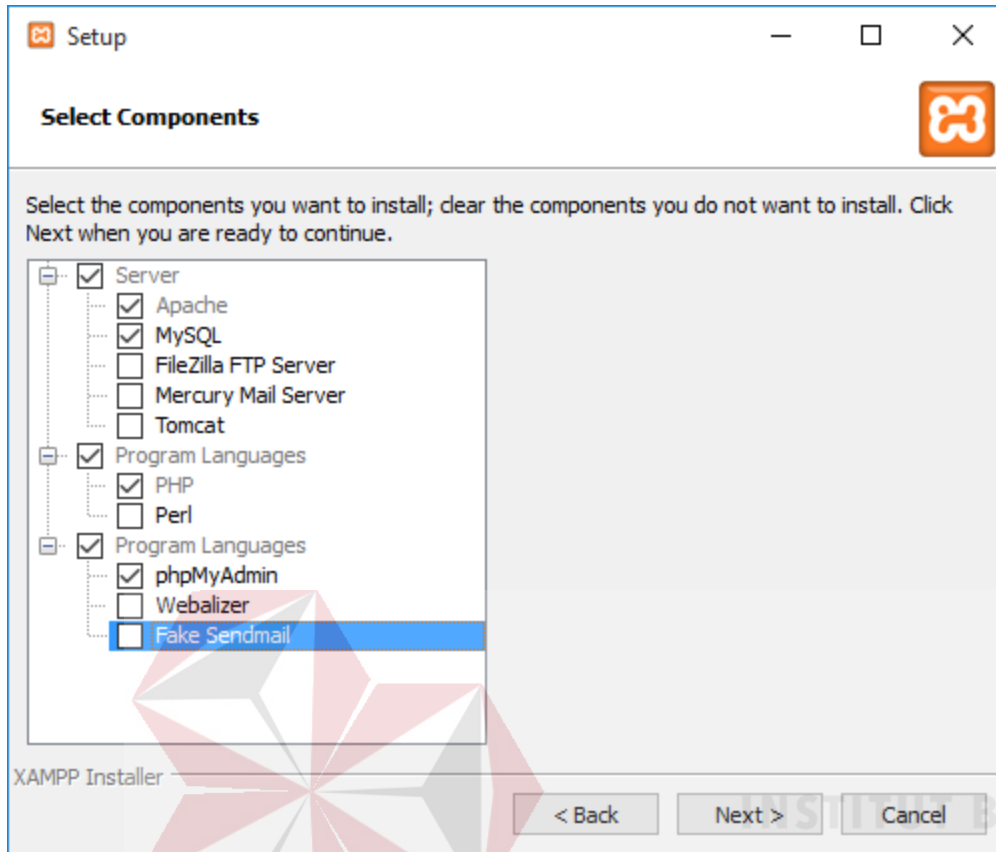 Setup
Select Components
Select the components you want to install; clear the components you do not want to install. Click
Next when you are ready to continue.
Server
Apache
MySQL
FileZilla FTP Server
Mercury Mail Server
Tomcat
Program Languages
PHP
Perl
Program Languages
phpMyAdmin
Webalizer
Fake Sendmail
XAMPP Installer
< Back Next > Cancel
INSTITUT B